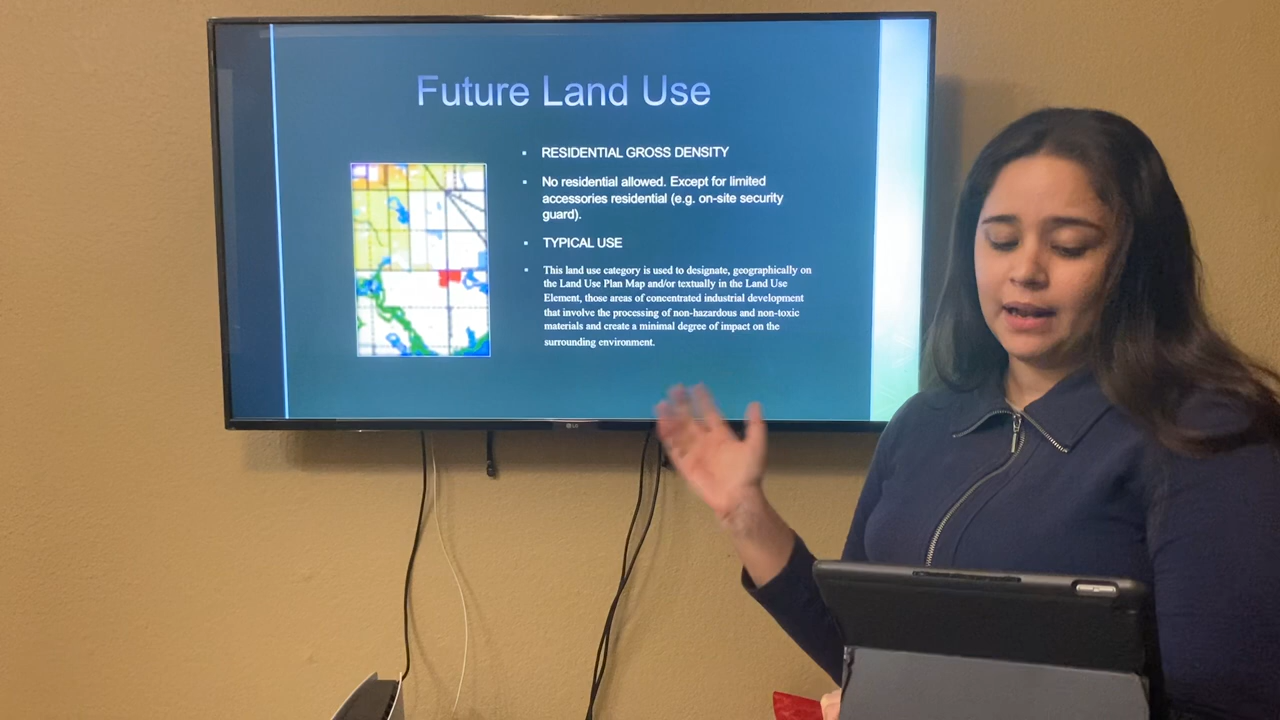 Future Land Use
RESIDENTIAL GROSS DENSITY
No residential allowed. Except for limited
accessories residential (e.g. on-site security
guard).
TYPICAL USE
This land use category is used to designate, geographically on
the Land Use Plan Map and/or textually in the Land Use
Element, those areas of concentrated industrial development
that involve the processing of non-hazardous and non-toxic
materials and create a minimal degree of impact on the
surrounding environment.
LG